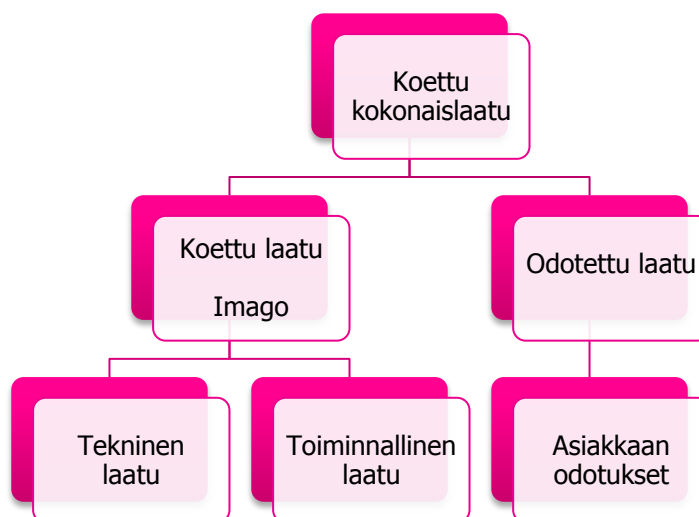 Koettu
kokonaislaatu
Koettu laatu
Imago
Odotettu laatu
Tekninen
laatu
Toiminnallinen
laatu
Asiakkaan
odotukset